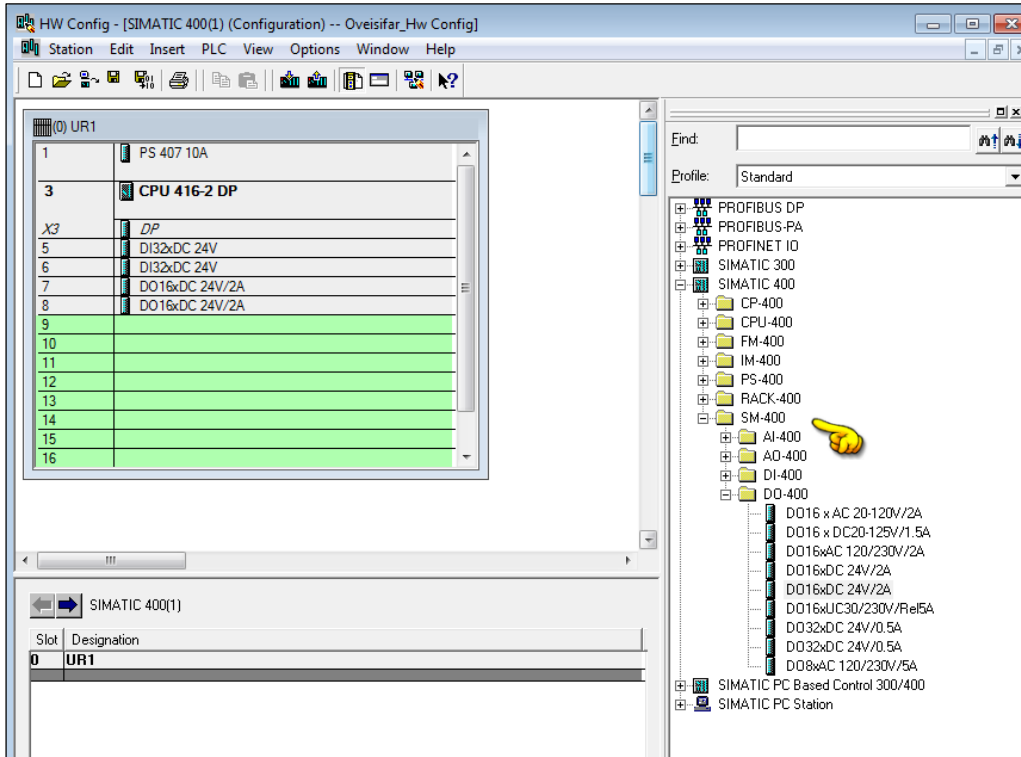 HW Config - [SIMATIC 400(1) (Configuration) -- Oveisifar_Hw Config]
Station Edit Insert PLC View Options Window Help
(0) UR1
1 PS 407 10A
3 CPU 416-2 DP
X3 DP
5 DI32xDC 24V
6 DI32xDC 24V
7 DO16xDC 24V/2A
8 DO16xDC 24V/2A
9
10
11
12
13
14
15
16
SIMATIC 400(1)
Slot Designation
0 UR1
Find:
Profile: Standard
PROFIBUS DP
PROFIBUS-PA
PROFINET IO
SIMATIC 300
SIMATIC 400
CP-400
CPU-400
FM-400
IM-400
PS-400
RACK-400
SM-400
AI-400
AO-400
DI-400
DO-400
DO16 x AC 20-120V/2A
DO16 x DC20-125V/1.5A
DO16xAC 120/230V/2A
DO16xDC 24V/2A
DO16xDC 24V/2A
DO16xUC30/230V/Rel5A
DO32xDC 24V/0.5A
DO32xDC 24V/0.5A
DO8xAC 120/230V/5A
SIMATIC PC Based Control 300/400
SIMATIC PC Station